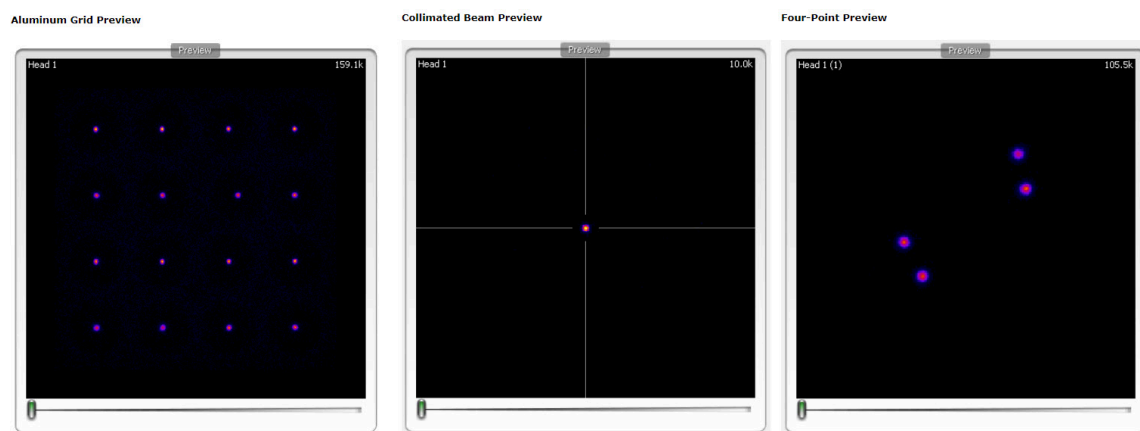 Aluminum Grid Preview
Preview
Head 1 159.1k
Collimated Beam Preview
Preview
Head 1 10.0k
Four-Point Preview
Preview
Head 1 (1) 105.5k